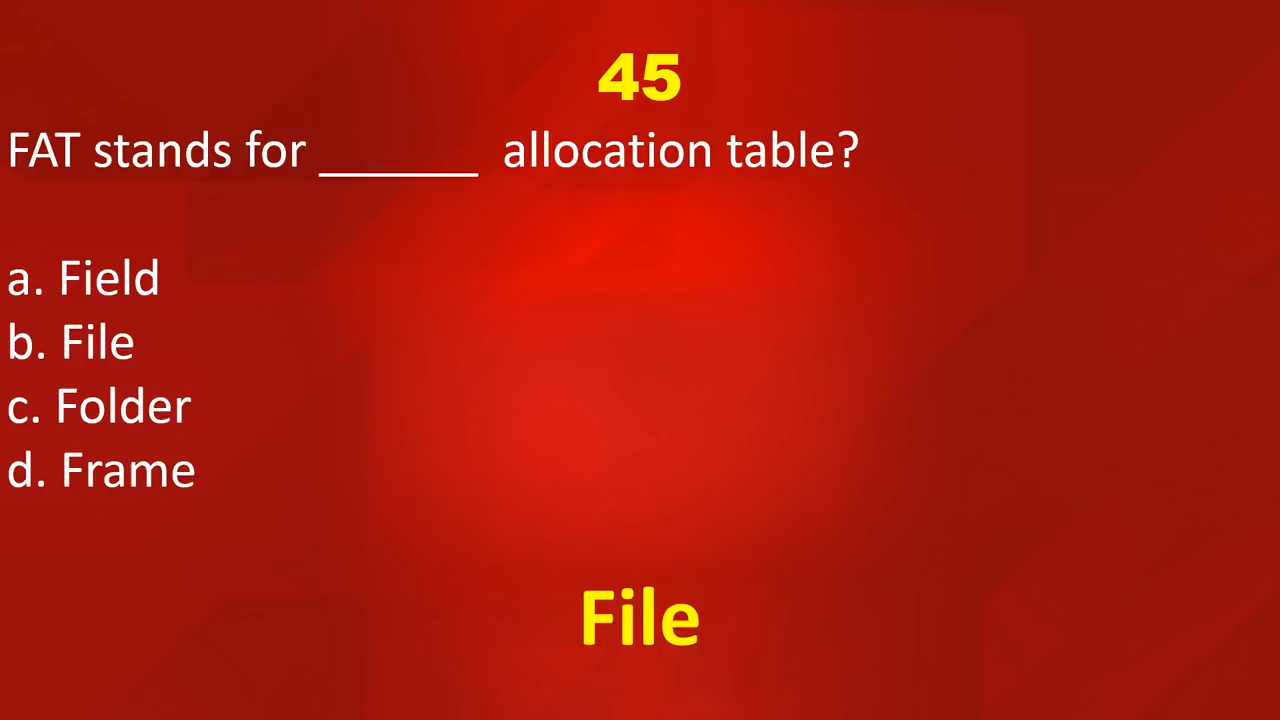 45
FAT stands for ______ allocation table?
a. Field
b. File
c. Folder
d. Frame
File